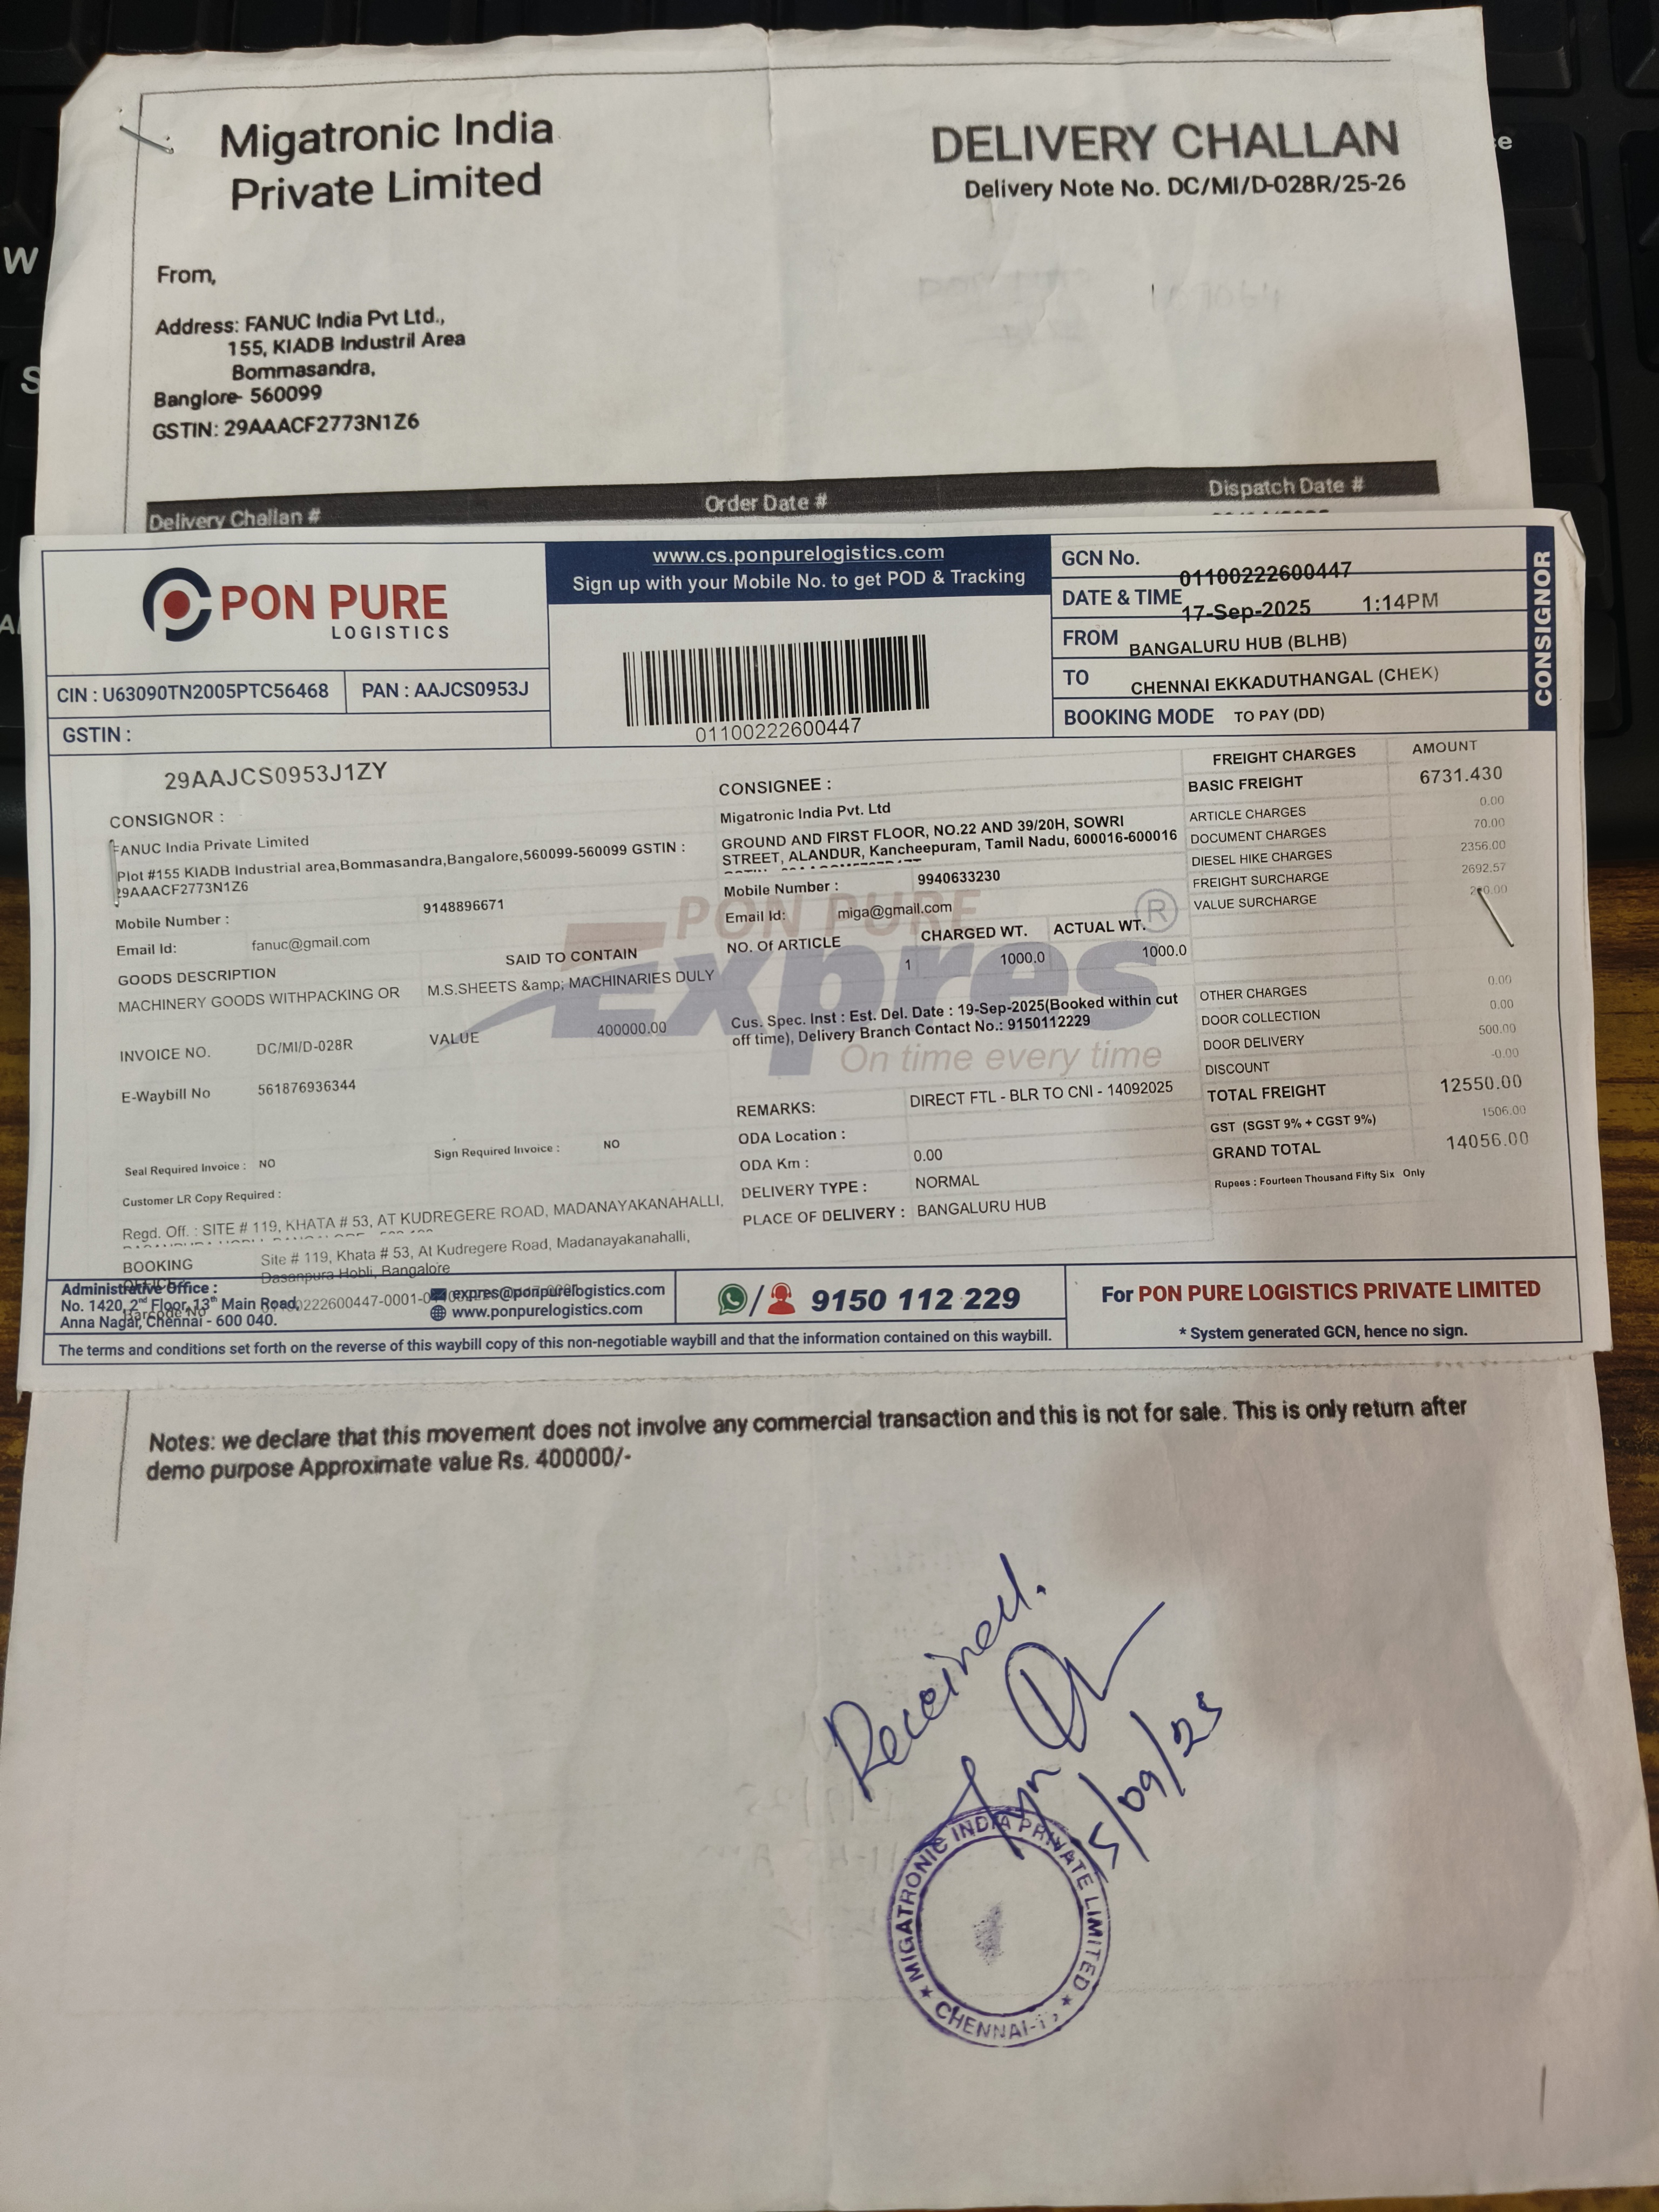 Migatronic India
Private Limited
DELIVERY CHALLAN
Delivery Note No. DC/MI/D-028R/25-26
From,
Address: FANUC India Pvt Ltd.,
155, KIADB Industril Area
Bommasandra,
Banglore- 560099
GSTIN: 29AAACF2773N1Z6
Delivery Challan #
Order Date #
Dispatch Date #
PON PURE
LOGISTICS
CIN : U63090TN2005PTC56468
PAN : AAJCS0953J
GSTIN :
www.cs.ponpurelogistics.com
Sign up with your Mobile No. to get POD & Tracking
01100222600447
GCN No. 01100222600447
DATE & TIME 17-Sep-2025 1:14PM
FROM BANGALURU HUB (BLHB)
TO CHENNAI EKKADUTHANGAL (CHEK)
BOOKING MODE TO PAY (DD)
CONSIGNOR
29AAJCS0953J1ZY
CONSIGNOR :
FANUC India Private Limited
Plot #155 KIADB Industrial area,Bommasandra,Bangalore,560099-560099 GSTIN :
29AAACF2773N1Z6
Mobile Number : 9148896671
Email Id: fanuc@gmail.com
GOODS DESCRIPTION
SAID TO CONTAIN
MACHINERY GOODS WITHPACKING OR
M.S.SHEETS &amp; MACHINARIES DULY
INVOICE NO. DC/MI/D-028R
VALUE 400000.00
E-Waybill No 561876936344
Seal Required Invoice : NO
Sign Required Invoice : NO
Customer LR Copy Required :
Regd. Off. : SITE # 119, KHATA # 53, AT KUDREGERE ROAD, MADANAYAKANAHALLI,
BOOKING
Site # 119, Khata # 53, At Kudregere Road, Madanayakanahalli,
Dasanpura Hobli, Bangalore
CONSIGNEE :
Migatronic India Pvt. Ltd
GROUND AND FIRST FLOOR, NO.22 AND 39/20H, SOWRI
STREET, ALANDUR, Kancheepuram, Tamil Nadu, 600016-600016
Mobile Number : 9940633230
Email Id: miga@gmail.com
NO. Of ARTICLE CHARGED WT. ACTUAL WT.
1 1000.0 1000.0
Cus. Spec. Inst : Est. Del. Date : 19-Sep-2025(Booked within cut
off time), Delivery Branch Contact No.: 9150112229
PON PURE
Expres ®
On time every time
REMARKS: DIRECT FTL - BLR TO CNI - 14092025
ODA Location :
ODA Km : 0.00
DELIVERY TYPE : NORMAL
PLACE OF DELIVERY : BANGALURU HUB
FREIGHT CHARGES AMOUNT
BASIC FREIGHT 6731.430
ARTICLE CHARGES 0.00
DOCUMENT CHARGES 70.00
DIESEL HIKE CHARGES 2356.00
FREIGHT SURCHARGE 2692.57
VALUE SURCHARGE
OTHER CHARGES 0.00
DOOR COLLECTION 0.00
DOOR DELIVERY 500.00
DISCOUNT -0.00
TOTAL FREIGHT 12550.00
GST (SGST 9% + CGST 9%) 1506.00
GRAND TOTAL 14056.00
Rupees : Fourteen Thousand Fifty Six Only
Administrative Office :
No. 1420, 2nd Floor, 13th Main Road,
Anna Nagar, Chennai - 600 040.
expres@ponpurelogistics.com
www.ponpurelogistics.com
/ 9150 112 229
For PON PURE LOGISTICS PRIVATE LIMITED
* System generated GCN, hence no sign.
The terms and conditions set forth on the reverse of this waybill copy of this non-negotiable waybill and that the information contained on this waybill.
Notes: we declare that this movement does not involve any commercial transaction and this is not for sale. This is only return after
demo purpose Approximate value Rs. 400000/-
Received.
MIGATRONIC INDIA PRIVATE LIMITED
CHENNAI